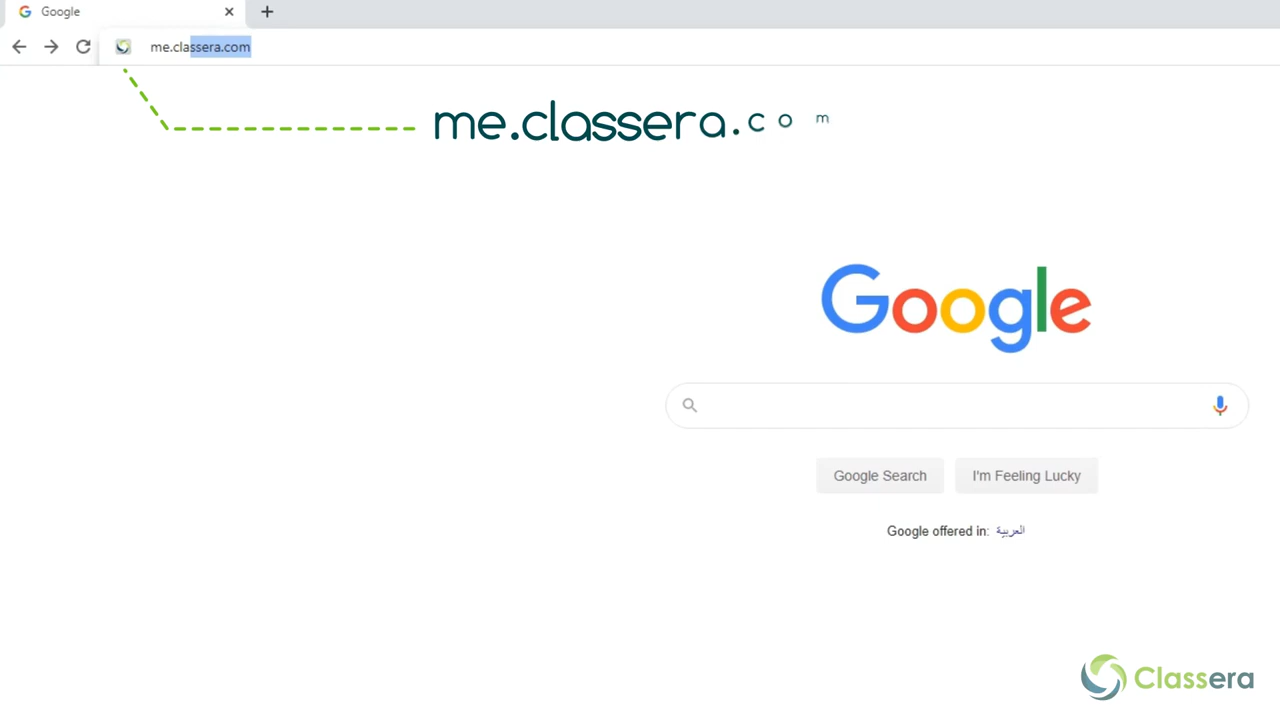 Google
me.classera.com
me.classera.com
Google
Google Search
I'm Feeling Lucky
Google offered in: العربية
Classera